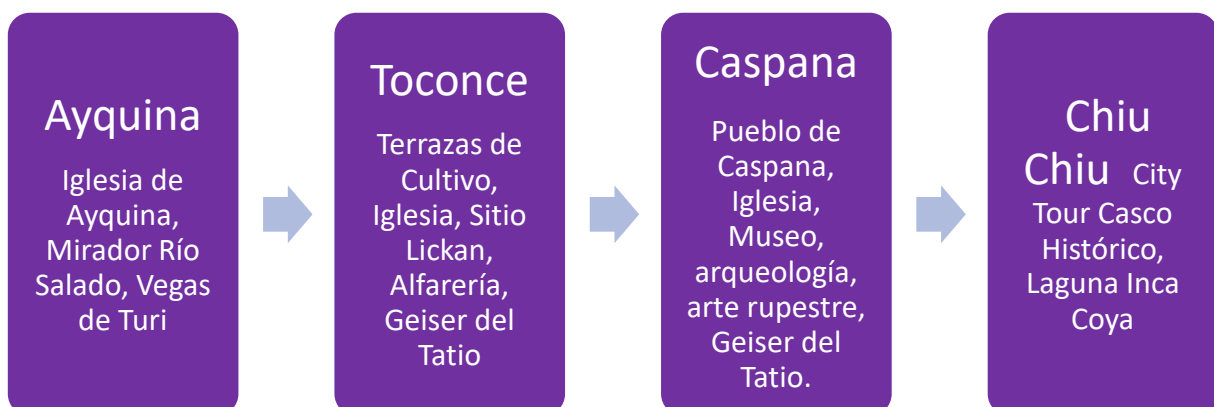 Ayquina
Iglesia de
Ayquina,
Mirador Río
Salado, Vegas
de Turi
Toconce
Terrazas de
Cultivo,
Iglesia, Sitio
Lickan,
Alfarería,
Geiser del
Tatio
Caspana
Pueblo de
Caspana,
Iglesia,
Museo,
arqueología,
arte rupestre,
Geiser del
Tatio.
Chiu
Chiu City
Tour Casco
Histórico,
Laguna Inca
Coya